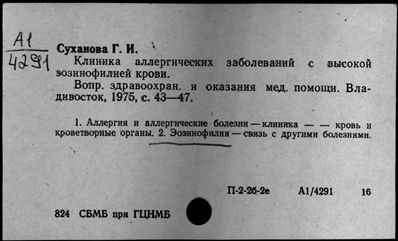 А1
4291
Суханова Г. И.
Клиника аллергических заболеваний с высокой
эозинофилией крови.
Вопр. здравоохран. и оказания мед. помощи. Вла-
дивосток, 1975, с. 43—47.
1. Аллергия и аллергические болезни — клиника — — кровь и
кроветворные органы. 2. Эозинофилия — связь с другими болезнями.
П-2-26-2е А1/4291 16
824 СБМБ при ГЦНМБ